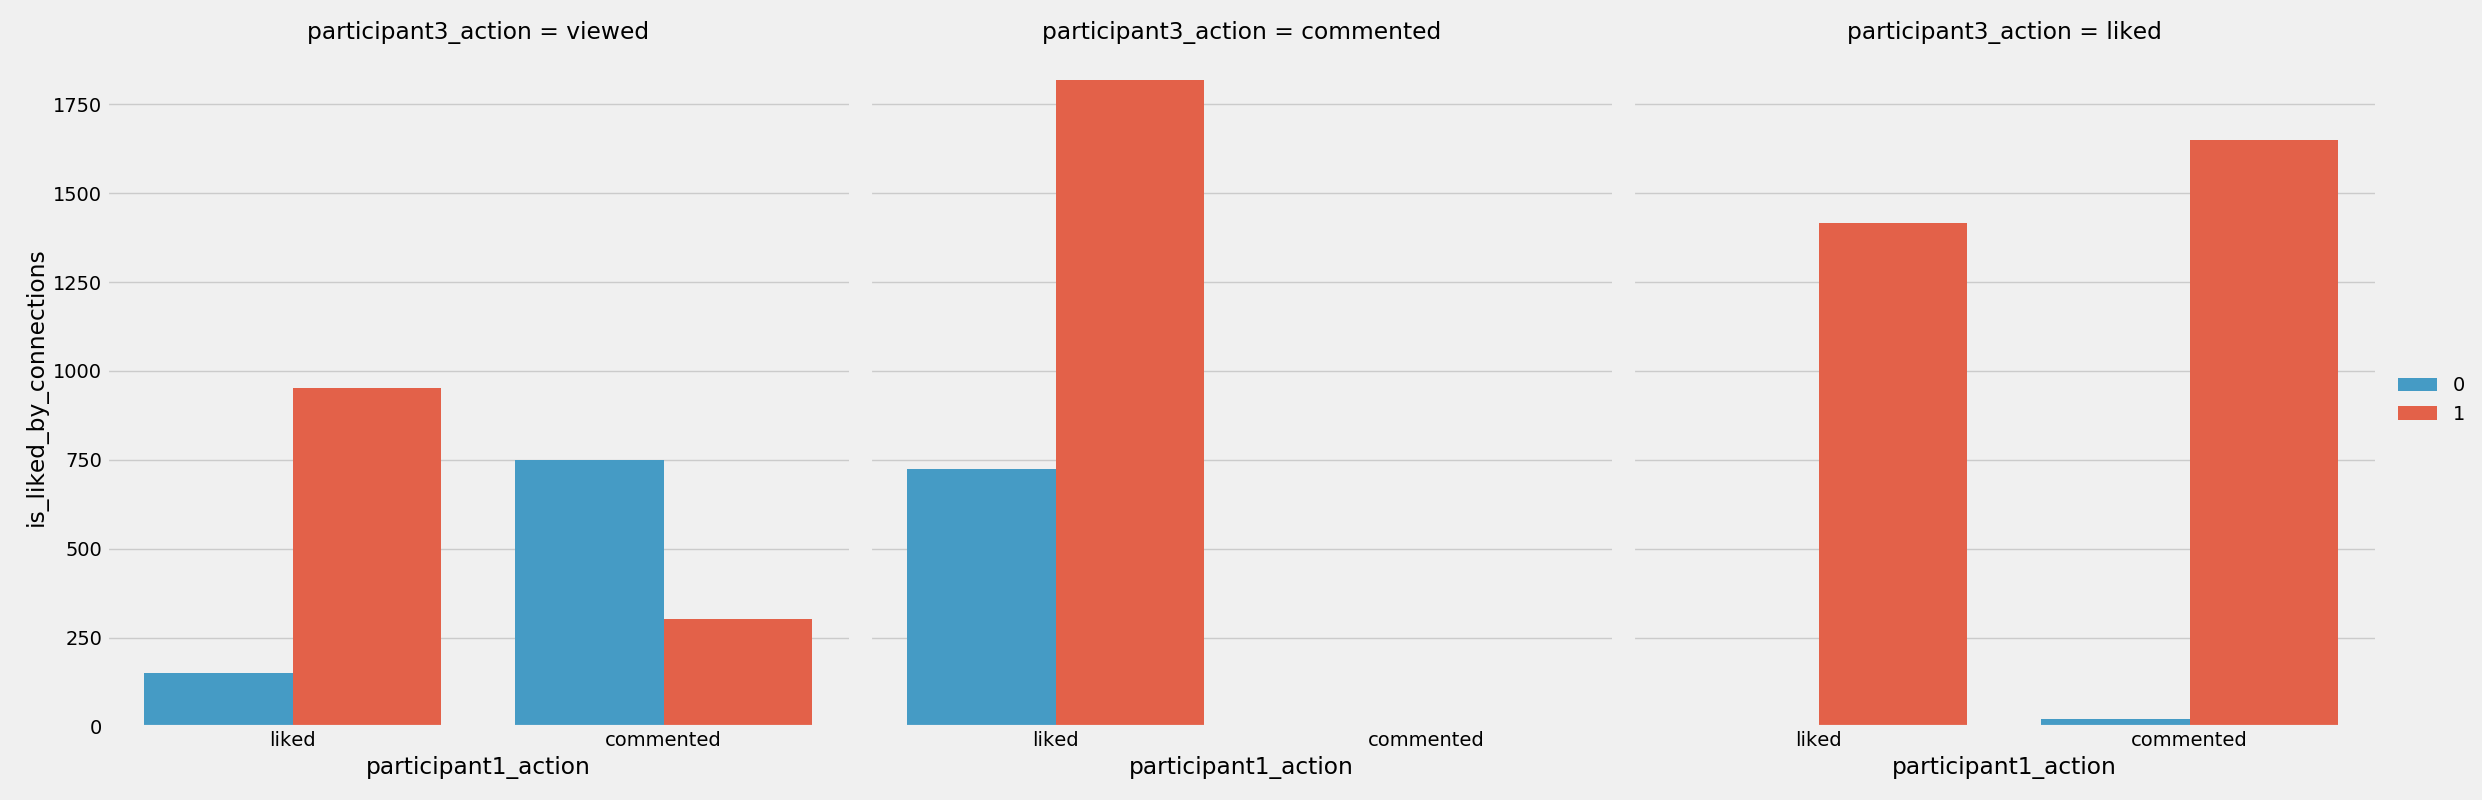 participant3_action = viewed
participant3_action = commented
participant3_action = liked
is_liked_by_connections
1750
1500
1250
1000
750
500
250
0
liked
commented
liked
commented
liked
commented
participant1_action
participant1_action
participant1_action
0
1